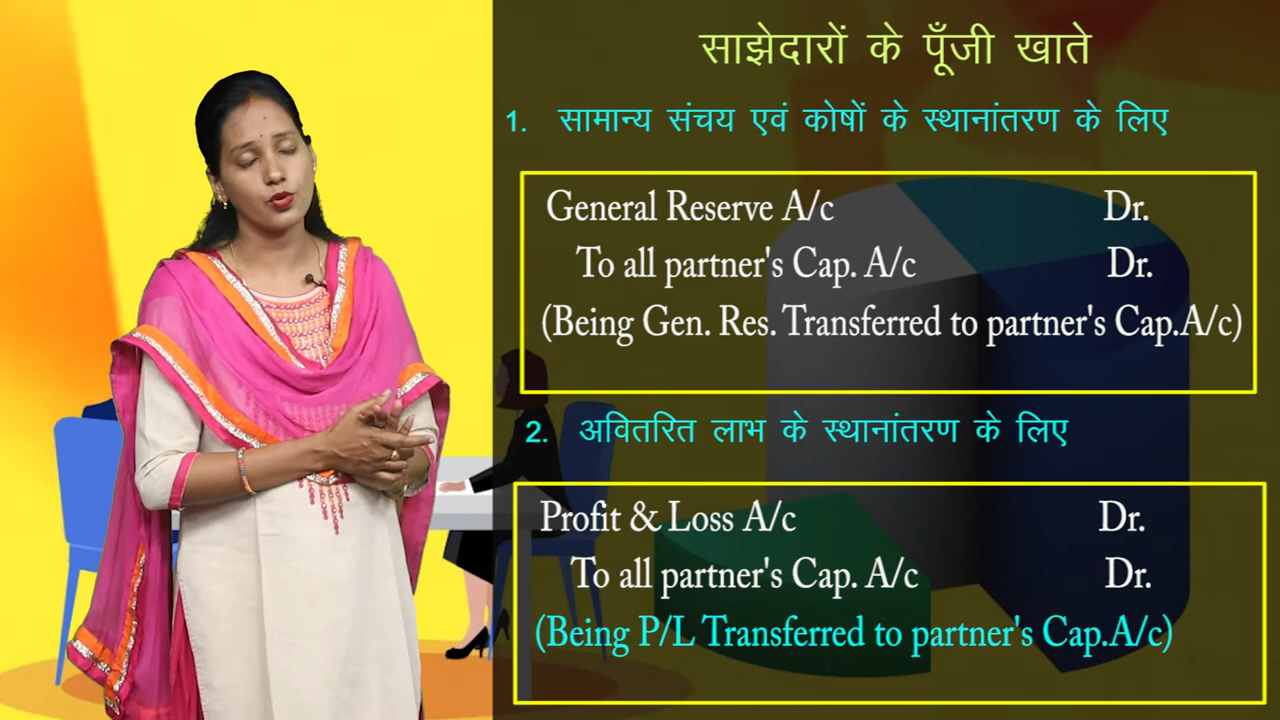 साझेदारों के पूँजी खाते
1. सामान्य संचय एवं कोषों के स्थानांतरण के लिए
General Reserve A/c Dr.
To all partner's Cap. A/c Dr.
(Being Gen. Res. Transferred to partner's Cap.A/c)
2. अवितरित लाभ के स्थानांतरण के लिए
Profit & Loss A/c Dr.
To all partner's Cap. A/c Dr.
(Being P/L Transferred to partner's Cap.A/c)